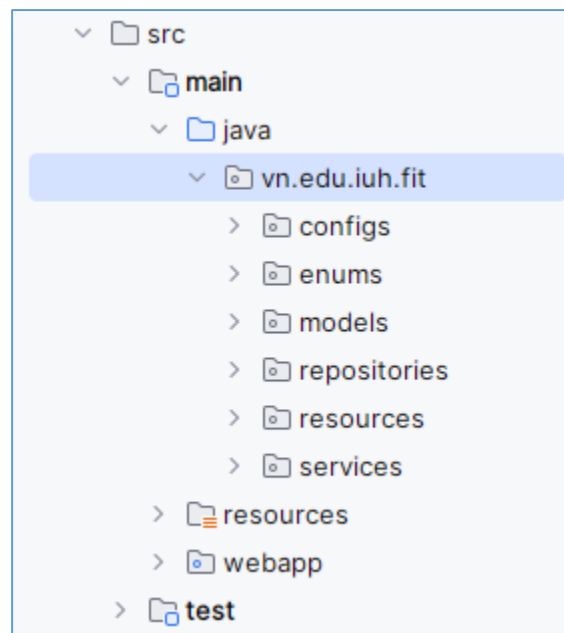 src
main
java
vn.edu.iuh.fit
configs
enums
models
repositories
resources
services
resources
webapp
test